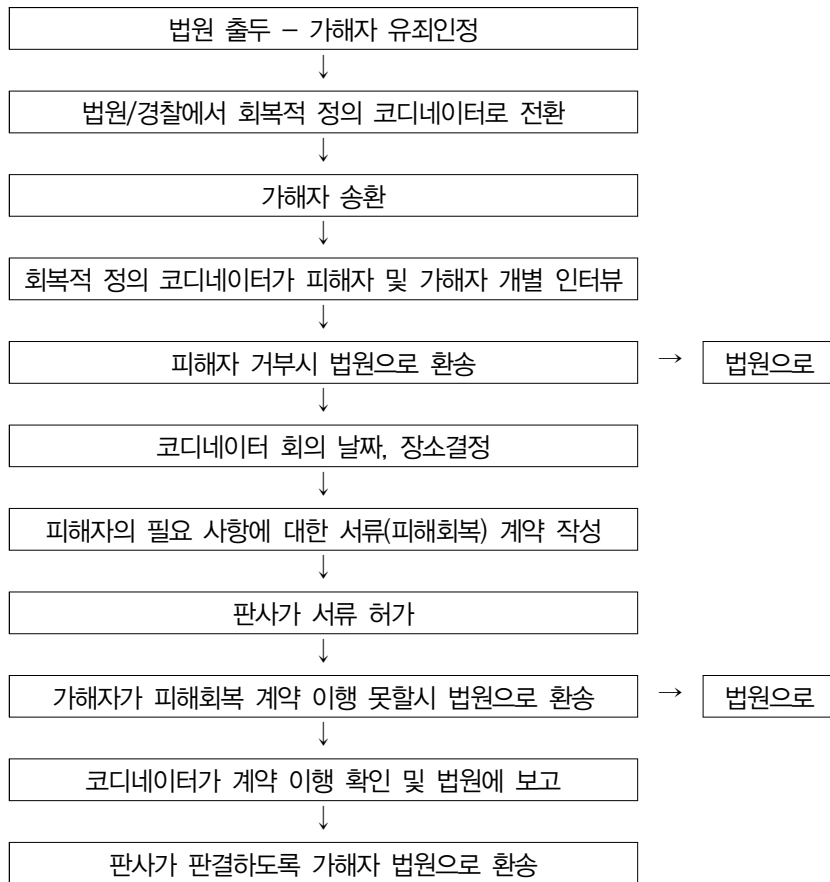 법원 출두 – 가해자 유죄인정
↓
법원/경찰에서 회복적 정의 코디네이터로 전환
↓
가해자 송환
↓
회복적 정의 코디네이터가 피해자 및 가해자 개별 인터뷰
↓
피해자 거부시 법원으로 환송 → 법원으로
↓
코디네이터 회의 날짜, 장소결정
↓
피해자의 필요 사항에 대한 서류(피해회복) 계약 작성
↓
판사가 서류 허가
↓
가해자가 피해회복 계약 이행 못할시 법원으로 환송 → 법원으로
↓
코디네이터가 계약 이행 확인 및 법원에 보고
↓
판사가 판결하도록 가해자 법원으로 환송